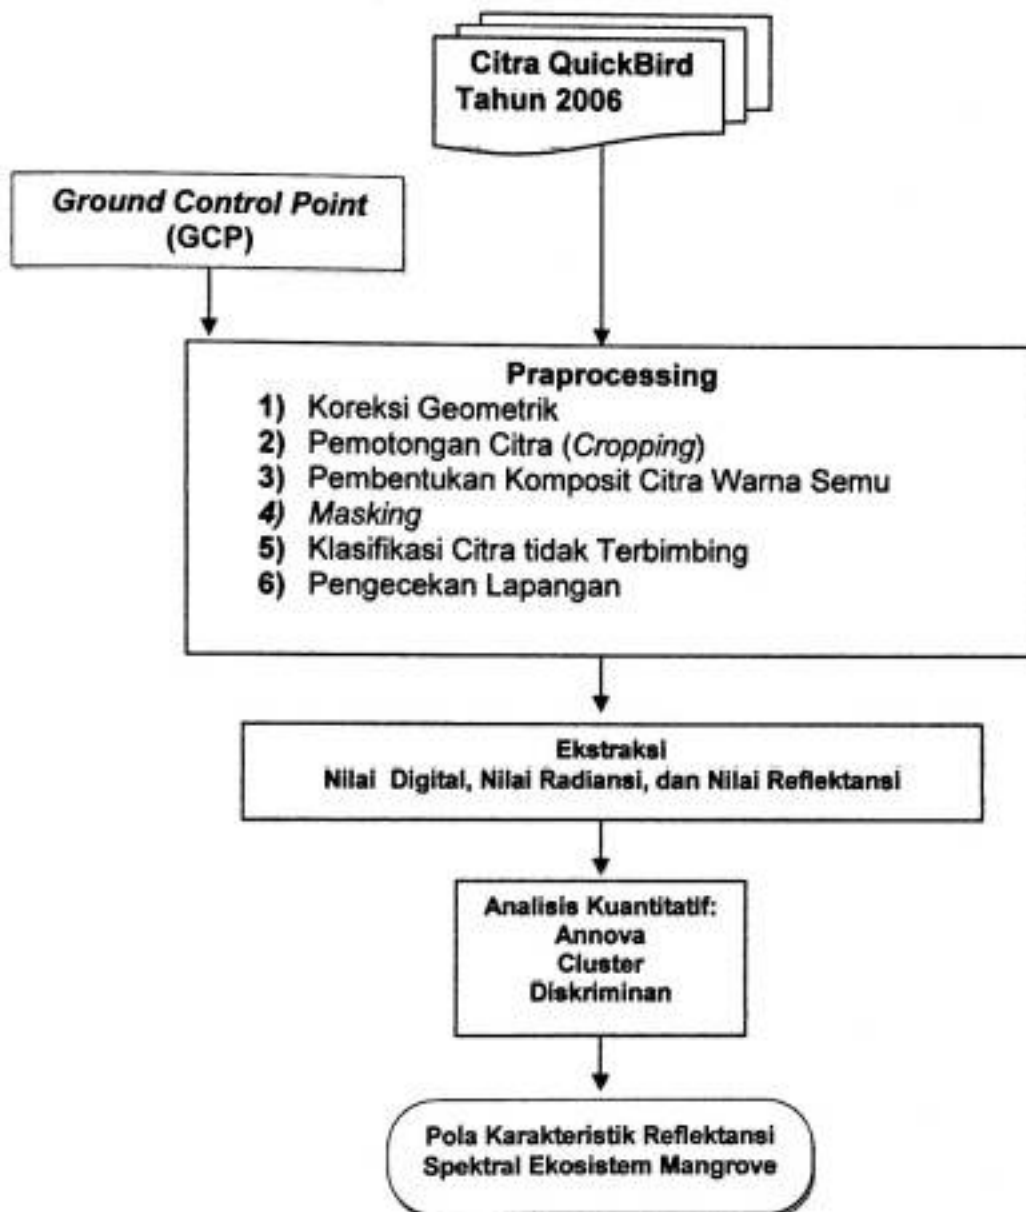 Citra QuickBird
Tahun 2006
Ground Control Point
(GCP)
Praprocessing
1) Koreksi Geometrik
2) Pemotongan Citra (Cropping)
3) Pembentukan Komposit Citra Warna Semu
4) Masking
5) Klasifikasi Citra tidak Terbimbing
6) Pengecekan Lapangan
Ekstraksi
Nilai Digital, Nilai Radiansi, dan Nilai Reflektansi
Analisis Kuantitatif:
Annova
Cluster
Diskriminan
Pola Karakteristik Reflektansi
Spektral Ekosistem Mangrove